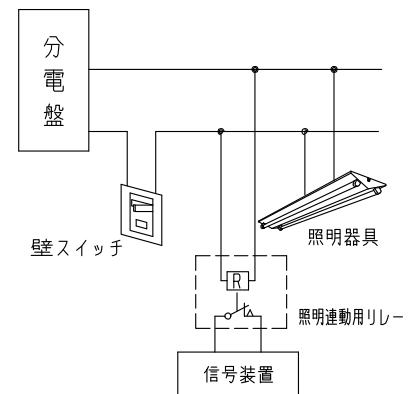 分電盤
壁スイッチ
照明器具
R
照明連動用リレー
信号装置